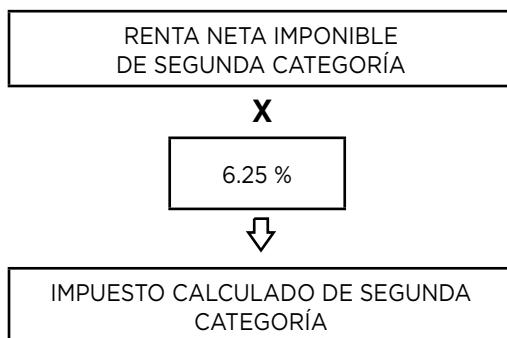 RENTA NETA IMPONIBLE
DE SEGUNDA CATEGORÍA
X
6.25 %
IMPUESTO CALCULADO DE SEGUNDA
CATEGORÍA